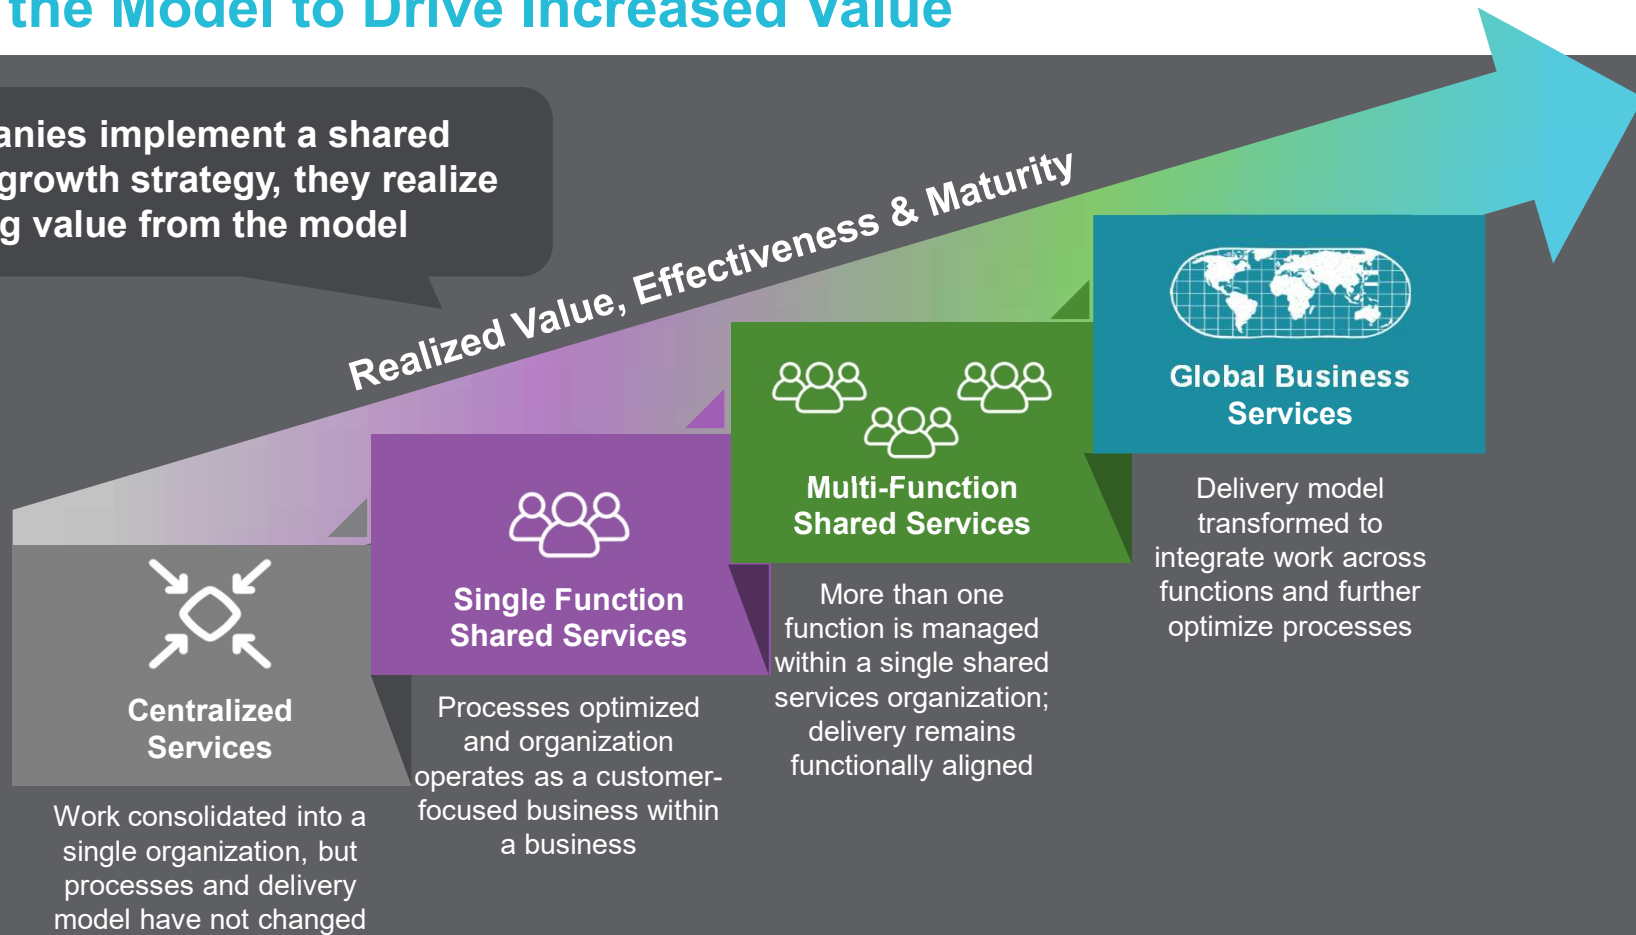 the Model to Drive Increased Value
anies implement a shared
growth strategy, they realize
g value from the model
Realized Value, Effectiveness & Maturity
Centralized
Services
Work consolidated into a
single organization, but
processes and delivery
model have not changed
Single Function
Shared Services
Processes optimized
and organization
operates as a customer-
focused business within
a business
Multi-Function
Shared Services
More than one
function is managed
within a single shared
services organization;
delivery remains
functionally aligned
Global Business
Services
Delivery model
transformed to
integrate work across
functions and further
optimize processes